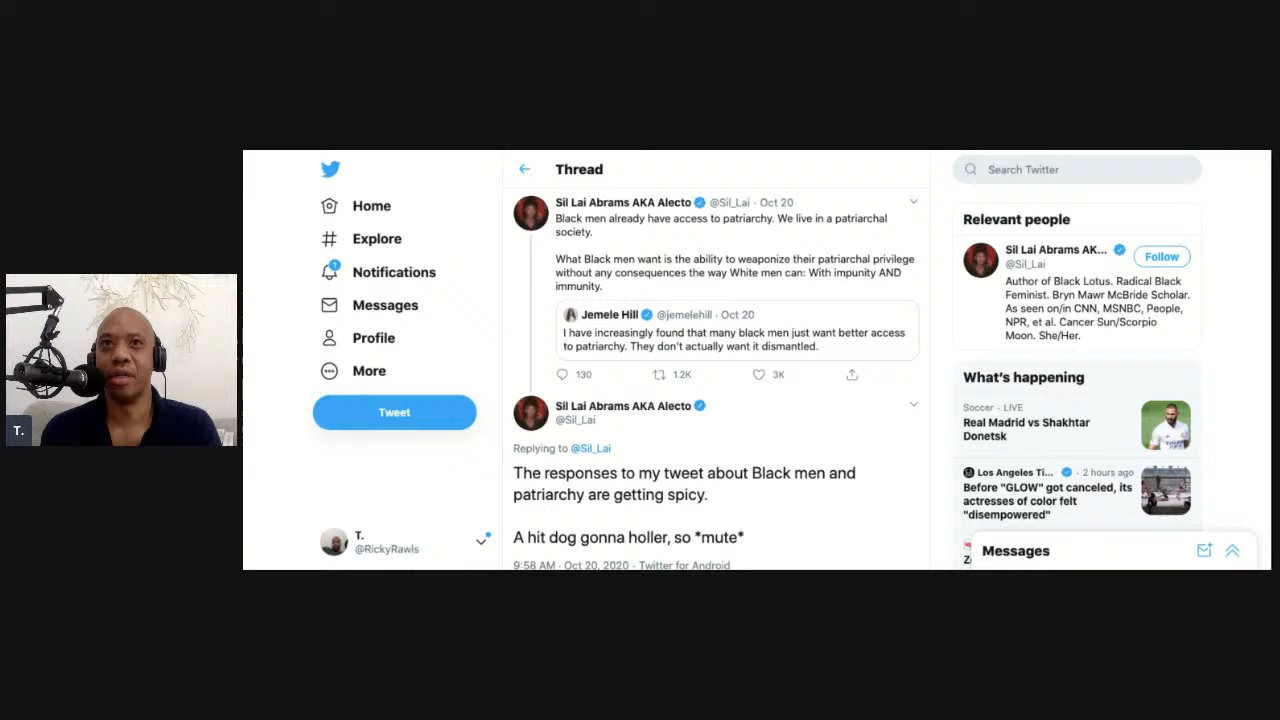 T.
Home
Explore
1
Notifications
Messages
Profile
More
Tweet
T.
@RickyRawls
Thread
Sil Lai Abrams AKA Alecto @Sil_Lai · Oct 20
Black men already have access to patriarchy. We live in a patriarchal
society.
What Black men want is the ability to weaponize their patriarchal privilege
without any consequences the way White men can: With impunity AND
immunity.
Jemele Hill @jemelehill · Oct 20
I have increasingly found that many black men just want better access
to patriarchy. They don't actually want it dismantled.
130 1.2K 3K
Sil Lai Abrams AKA Alecto
@Sil_Lai
Replying to @Sil_Lai
The responses to my tweet about Black men and
patriarchy are getting spicy.
A hit dog gonna holler, so *mute*
9:58 AM · Oct 20, 2020 · Twitter for Android
Search Twitter
Relevant people
Sil Lai Abrams AK...
@Sil_Lai
Follow
Author of Black Lotus. Radical Black
Feminist. Bryn Mawr McBride Scholar.
As seen on/in CNN, MSNBC, People,
NPR, et al. Cancer Sun/Scorpio
Moon. She/Her.
What's happening
Soccer · LIVE
Real Madrid vs Shakhtar
Donetsk
Los Angeles Ti... · 2 hours ago
Before "GLOW" got canceled, its
actresses of color felt
"disempowered"
Messages